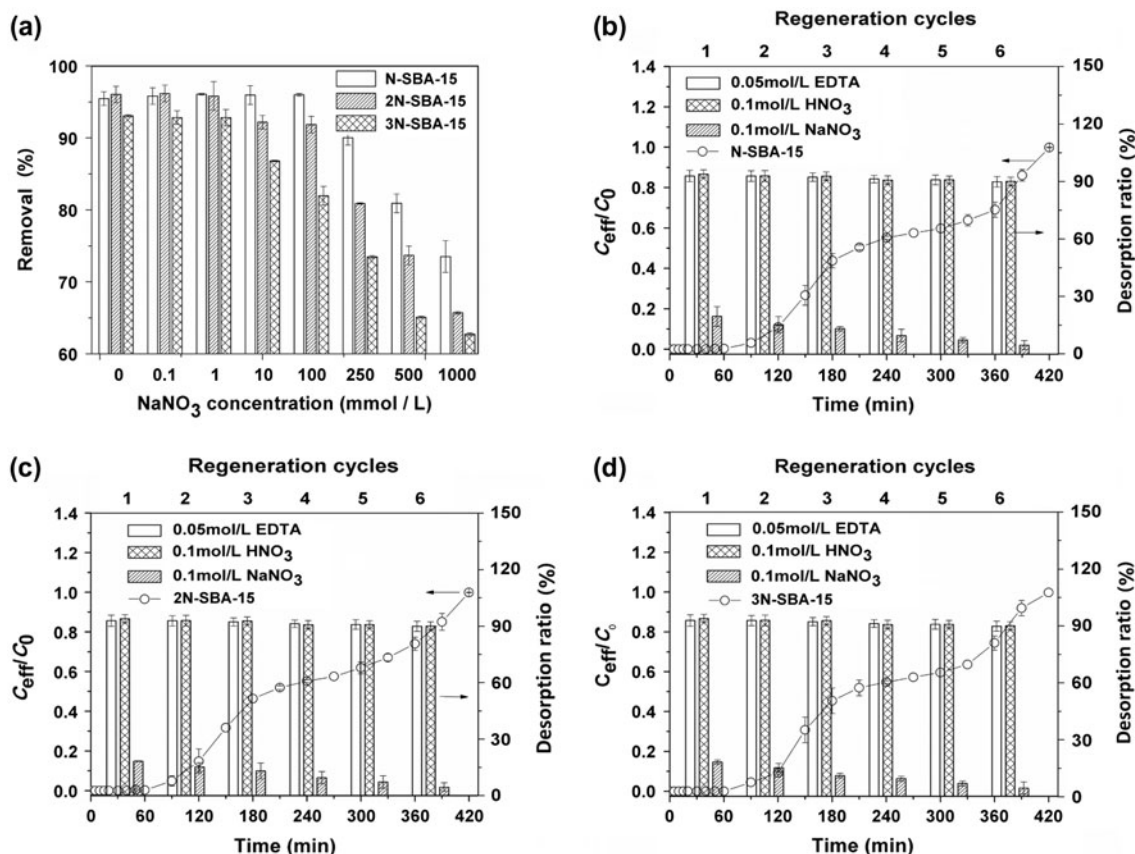 (a)
100
90
80
70
60
Removal (%)
N-SBA-15
2N-SBA-15
3N-SBA-15
0 0.1 1 10 100 250 500 1000
NaNO3 concentration (mmol / L)
(b)
Regeneration cycles
1 2 3 4 5 6
1.4
1.2
1.0
0.8
0.6
0.4
0.2
0.0
Ceff/C0
0.05mol/L EDTA
0.1mol/L HNO3
0.1mol/L NaNO3
N-SBA-15
150
120
90
60
30
0
Desorption ratio (%)
0 60 120 180 240 300 360 420
Time (min)
(c)
Regeneration cycles
1 2 3 4 5 6
1.4
1.2
1.0
0.8
0.6
0.4
0.2
0.0
Ceff/C0
0.05mol/L EDTA
0.1mol/L HNO3
0.1mol/L NaNO3
2N-SBA-15
150
120
90
60
30
0
Desorption ratio (%)
0 60 120 180 240 300 360 420
Time (min)
(d)
Regeneration cycles
1 2 3 4 5 6
1.4
1.2
1.0
0.8
0.6
0.4
0.2
0.0
Ceff/C0
0.05mol/L EDTA
0.1mol/L HNO3
0.1mol/L NaNO3
3N-SBA-15
150
120
90
60
30
0
Desorption ratio (%)
0 60 120 180 240 300 360 420
Time (min)